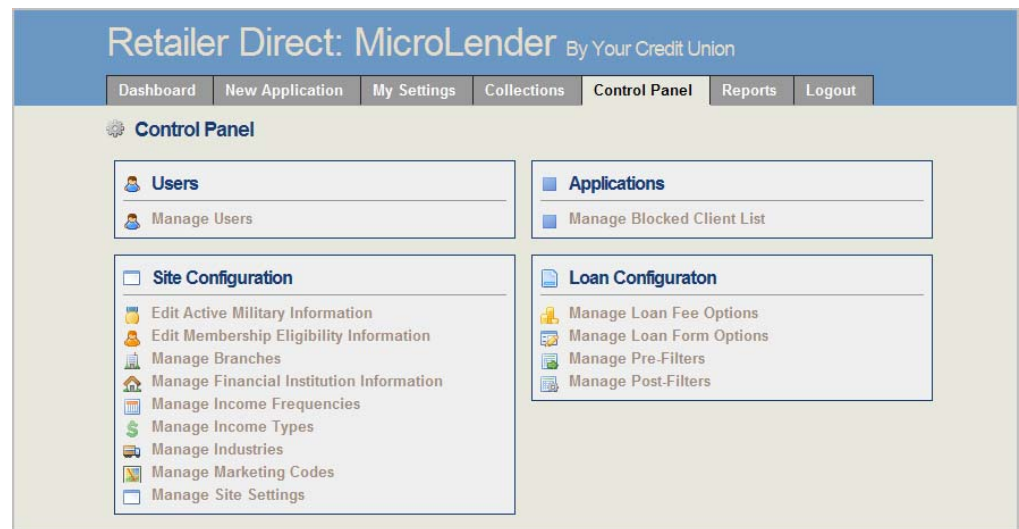 Retailer Direct: MicroLender By Your Credit Union
Dashboard New Application My Settings Collections Control Panel Reports Logout
Control Panel
Users
Manage Users
Applications
Manage Blocked Client List
Site Configuration
Edit Active Military Information
Edit Membership Eligibility Information
Manage Branches
Manage Financial Institution Information
Manage Income Frequencies
Manage Income Types
Manage Industries
Manage Marketing Codes
Manage Site Settings
Loan Configuraton
Manage Loan Fee Options
Manage Loan Form Options
Manage Pre-Filters
Manage Post-Filters